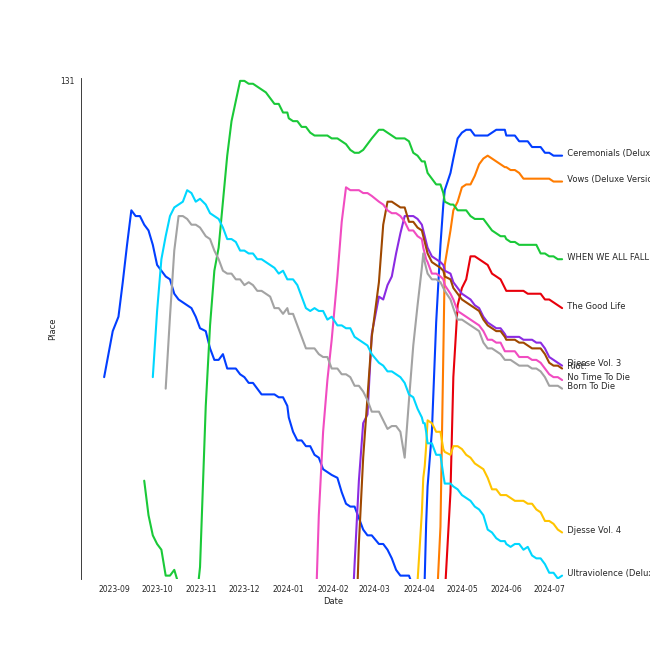 131
Place
Ceremonials (Delux
Vows (Deluxe Versio
WHEN WE ALL FALL
The Good Life
Djesse Vol. 3
Riot!
No Time To Die
Born To Die
Djesse Vol. 4
Ultraviolence (Delu
2023-09 2023-10 2023-11 2023-12 2024-01 2024-02 2024-03 2024-04 2024-05 2024-06 2024-07
Date